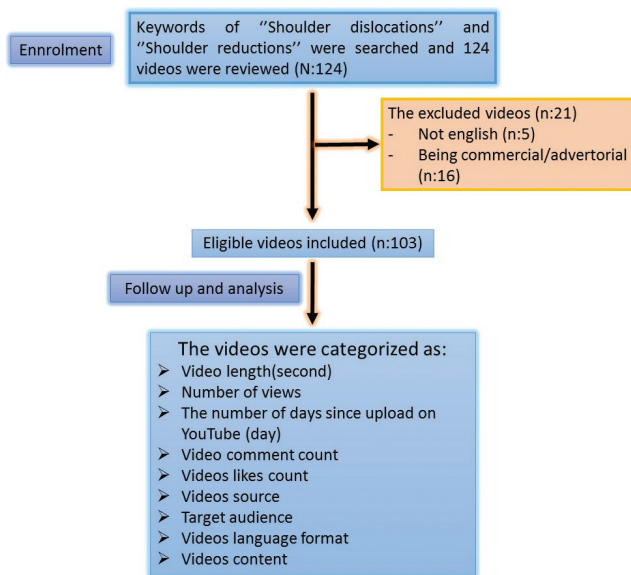 Keywords of ‘’Shoulder dislocations’’ and
‘’Shoulder reductions’’ were searched and 124
videos were reviewed (N:124)
Ennrolment
The excluded videos (n:21)
- Not english (n:5)
- Being commercial/advertorial
(n:16)
Eligible videos included (n:103)
Follow up and analysis
The videos were categorized as:
➢ Video length(second)
➢ Number of views
➢ The number of days since upload on
YouTube (day)
➢ Video comment count
➢ Videos likes count
➢ Videos source
➢ Target audience
➢ Videos language format
➢ Videos content